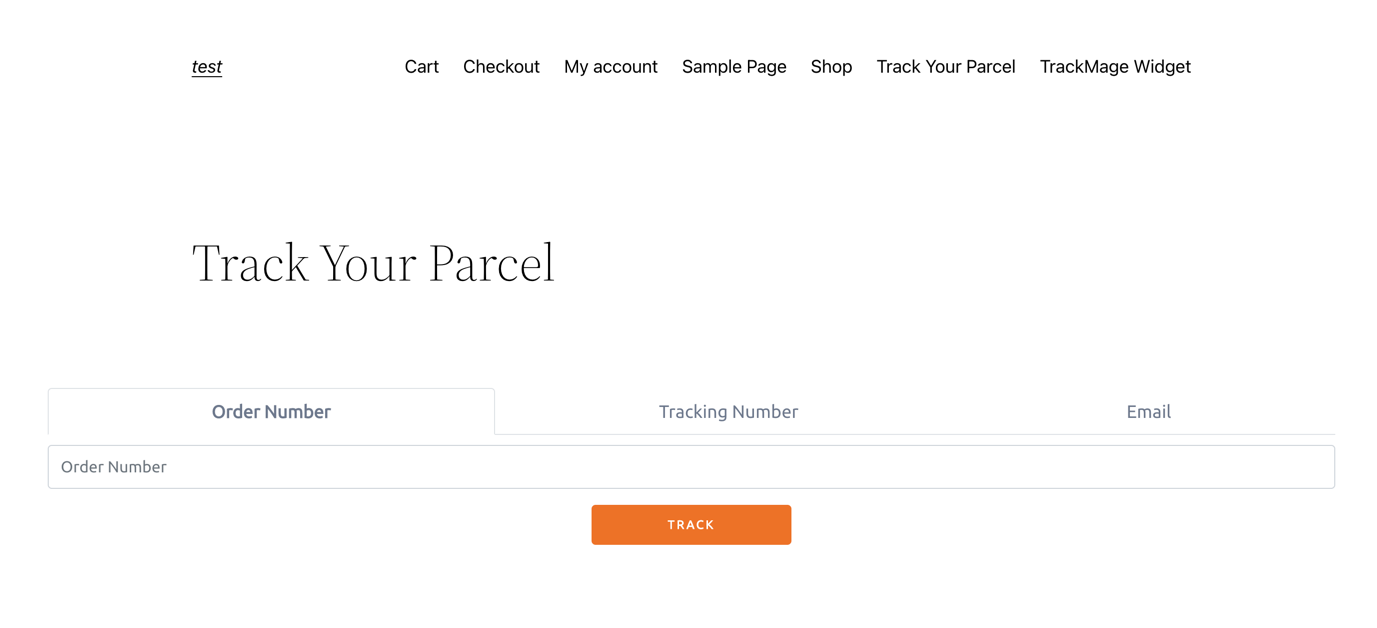 test Cart Checkout My account Sample Page Shop Track Your Parcel TrackMage Widget
Track Your Parcel
Order Number Tracking Number Email
Order Number
TRACK